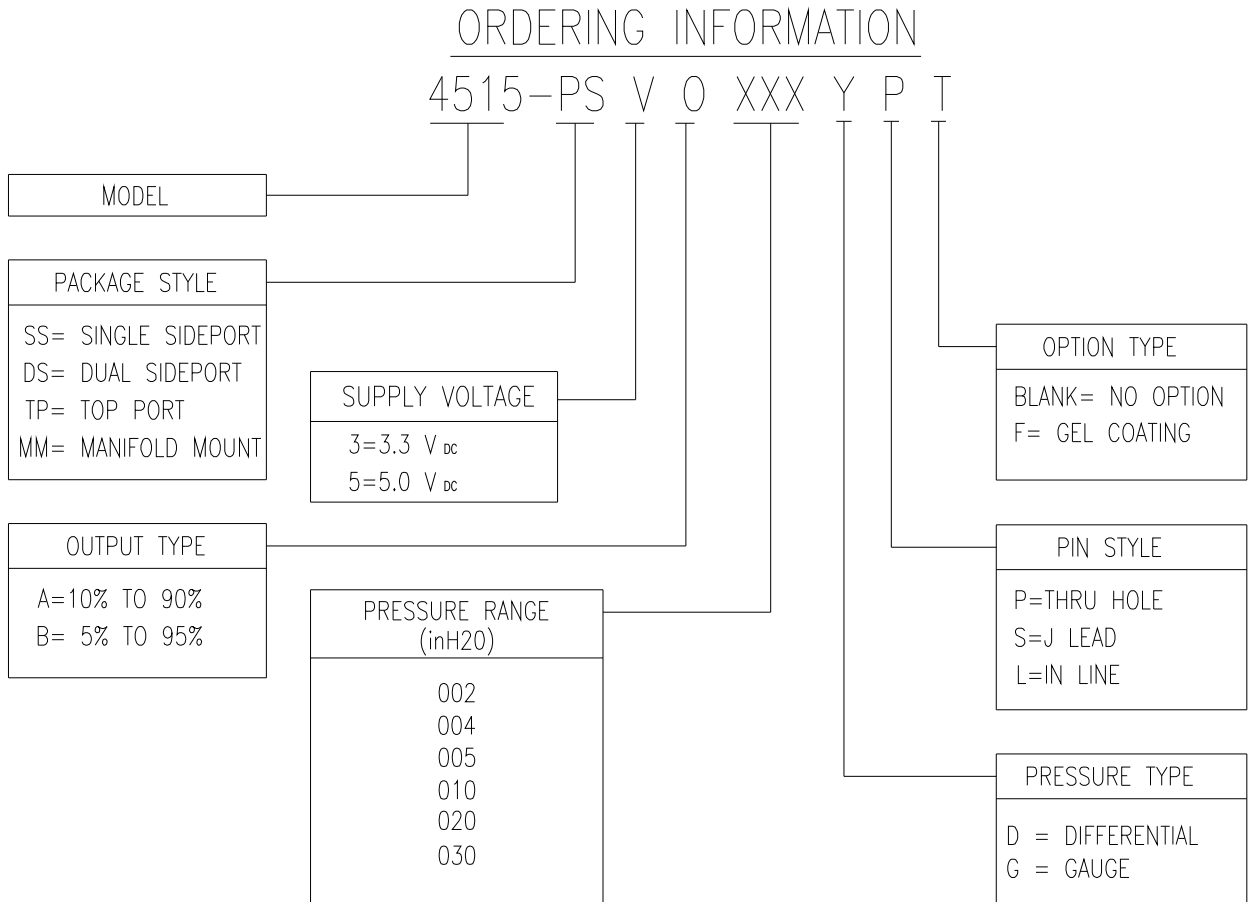 ORDERING INFORMATION
4515-PS V O XXX Y P T
MODEL
PACKAGE STYLE
SS= SINGLE SIDEPORT
DS= DUAL SIDEPORT
TP= TOP PORT
MM= MANIFOLD MOUNT
SUPPLY VOLTAGE
3=3.3 V DC
5=5.0 V DC
OUTPUT TYPE
A=10% TO 90%
B= 5% TO 95%
PRESSURE RANGE
(inH20)
002
004
005
010
020
030
OPTION TYPE
BLANK= NO OPTION
F= GEL COATING
PIN STYLE
P=THRU HOLE
S=J LEAD
L=IN LINE
PRESSURE TYPE
D = DIFFERENTIAL
G = GAUGE